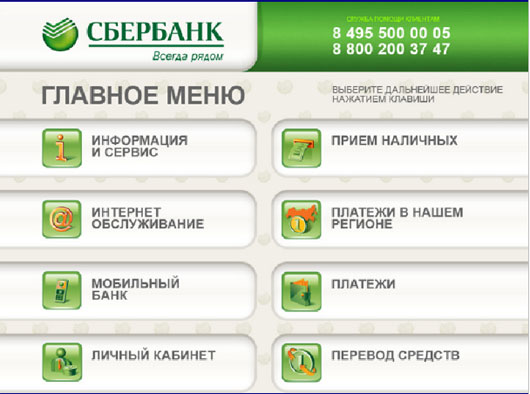 СБЕРБАНК
Всегда рядом
СЛУЖБА ПОМОЩИ КЛИЕНТАМ
8 495 500 00 05
8 800 200 37 47
ГЛАВНОЕ МЕНЮ
ВЫБЕРИТЕ ДАЛЬНЕЙШЕЕ ДЕЙСТВИЕ
НАЖАТИЕМ КЛАВИШИ
ИНФОРМАЦИЯ
И СЕРВИС
ПРИЕМ НАЛИЧНЫХ
ИНТЕРНЕТ
ОБСЛУЖИВАНИЕ
ПЛАТЕЖИ В НАШЕМ
РЕГИОНЕ
МОБИЛЬНЫЙ
БАНК
ПЛАТЕЖИ
ЛИЧНЫЙ КАБИНЕТ
ПЕРЕВОД СРЕДСТВ